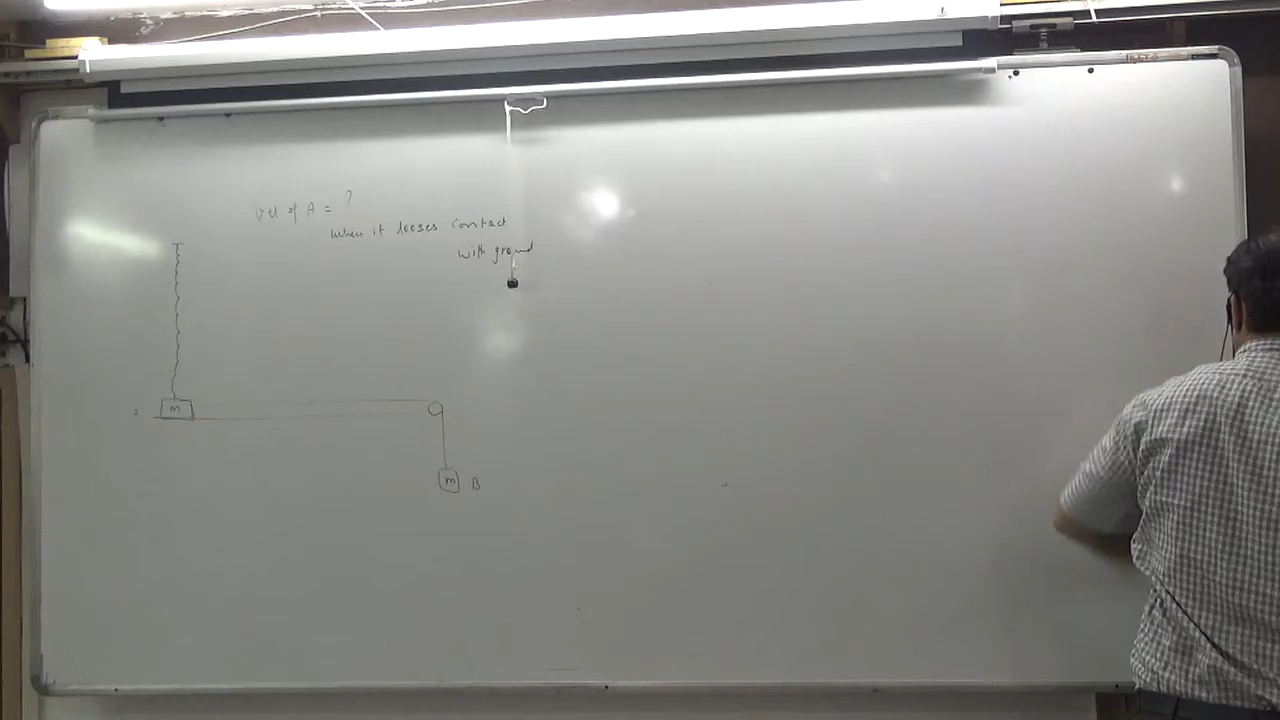 Vel of A = ?
when it looses contact
with ground
m
m
B